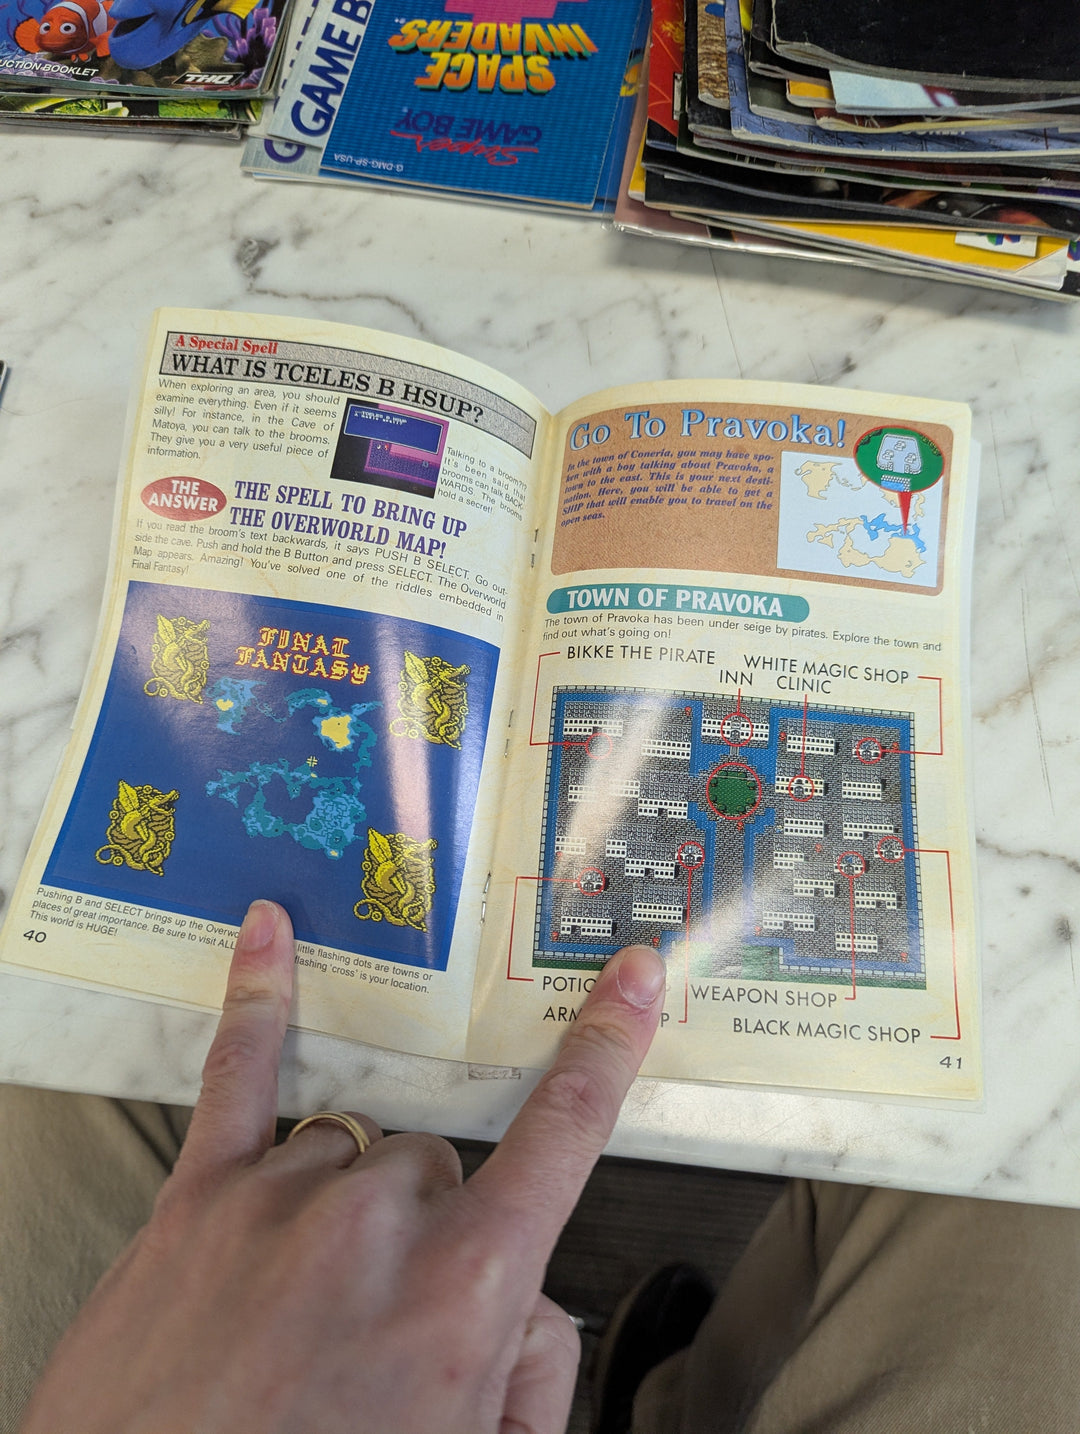 UCTION BOOKLET
THQ
GAME B
SPACE
INVADERS
Super
GAME BOY
G-DMG-SP-USA
A Special Spell
WHAT IS TCELES B HSUP?
When exploring an area, you should
examine everything. Even if it seems
silly! For instance, in the Cave of
Matoya, you can talk to the brooms.
They give you a very useful piece of
information.
Talking to a broom???
It's been said that
brooms can talk BACK-
WARDS. The brooms
hold a secret!
THE
ANSWER
THE SPELL TO BRING UP
THE OVERWORLD MAP!
If you read the broom's text backwards, it says PUSH B SELECT. Go out-
side the cave. Push and hold the B Button and press SELECT. The Overworld
Map appears. Amazing! You've solved one of the riddles embedded in
Final Fantasy!
FINAL
FANTASY
Pushing B and SELECT brings up the Overwo little flashing dots are towns or
places of great importance. Be sure to visit ALL flashing 'cross' is your location.
This world is HUGE!
40
Go To Pravoka!
In the town of Coneria, you may have spo-
ken with a boy talking about Pravoka, a
town to the east. This is your next desti-
nation. Here, you will be able to get a
SHIP that will enable you to travel on the
open seas.
TOWN OF PRAVOKA
The town of Pravoka has been under seige by pirates. Explore the town and
find out what's going on!
BIKKE THE PIRATE
INN
WHITE MAGIC SHOP
CLINIC
POTIO
WEAPON SHOP
ARM P
BLACK MAGIC SHOP
41